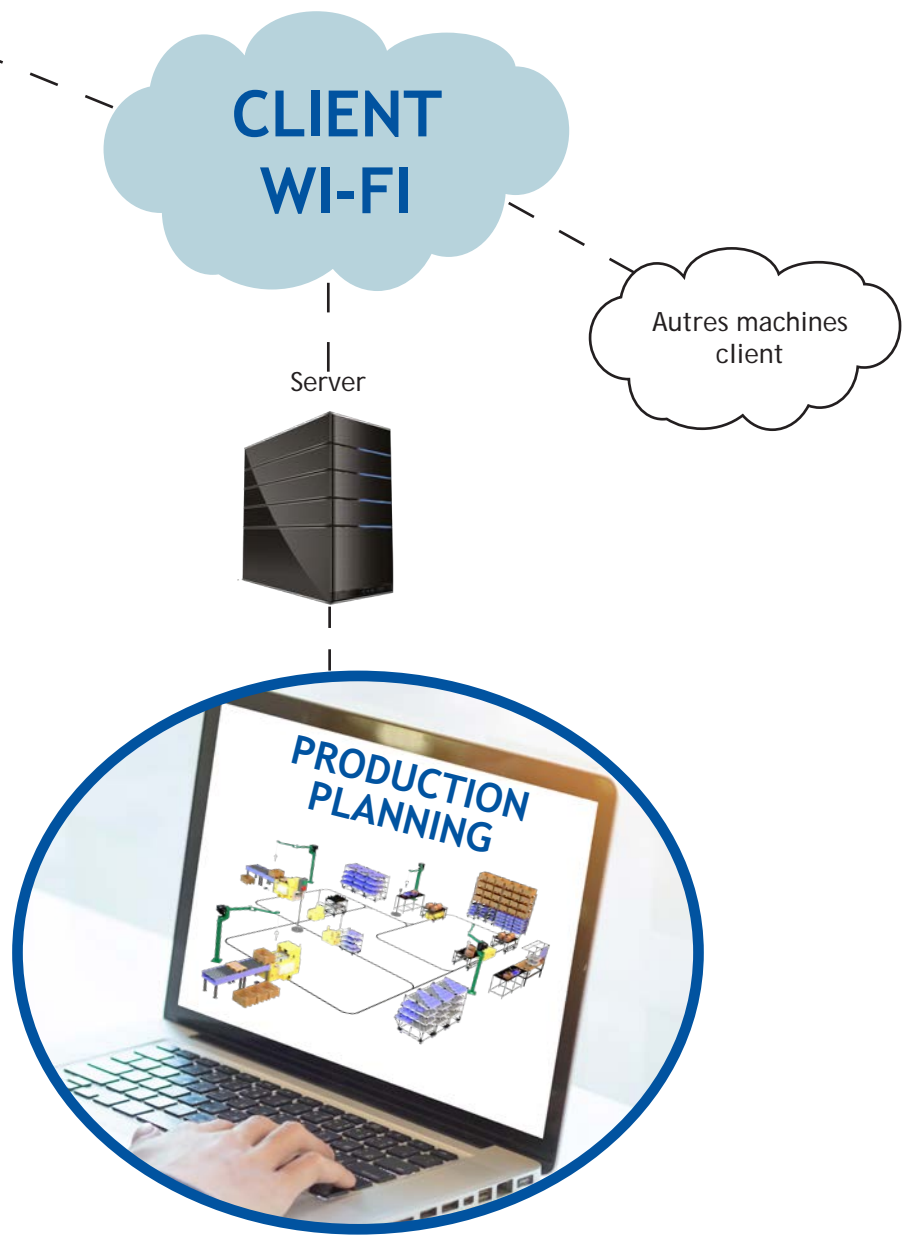 CLIENT
WI-FI
Autres machines
client
Server
PRODUCTION
PLANNING